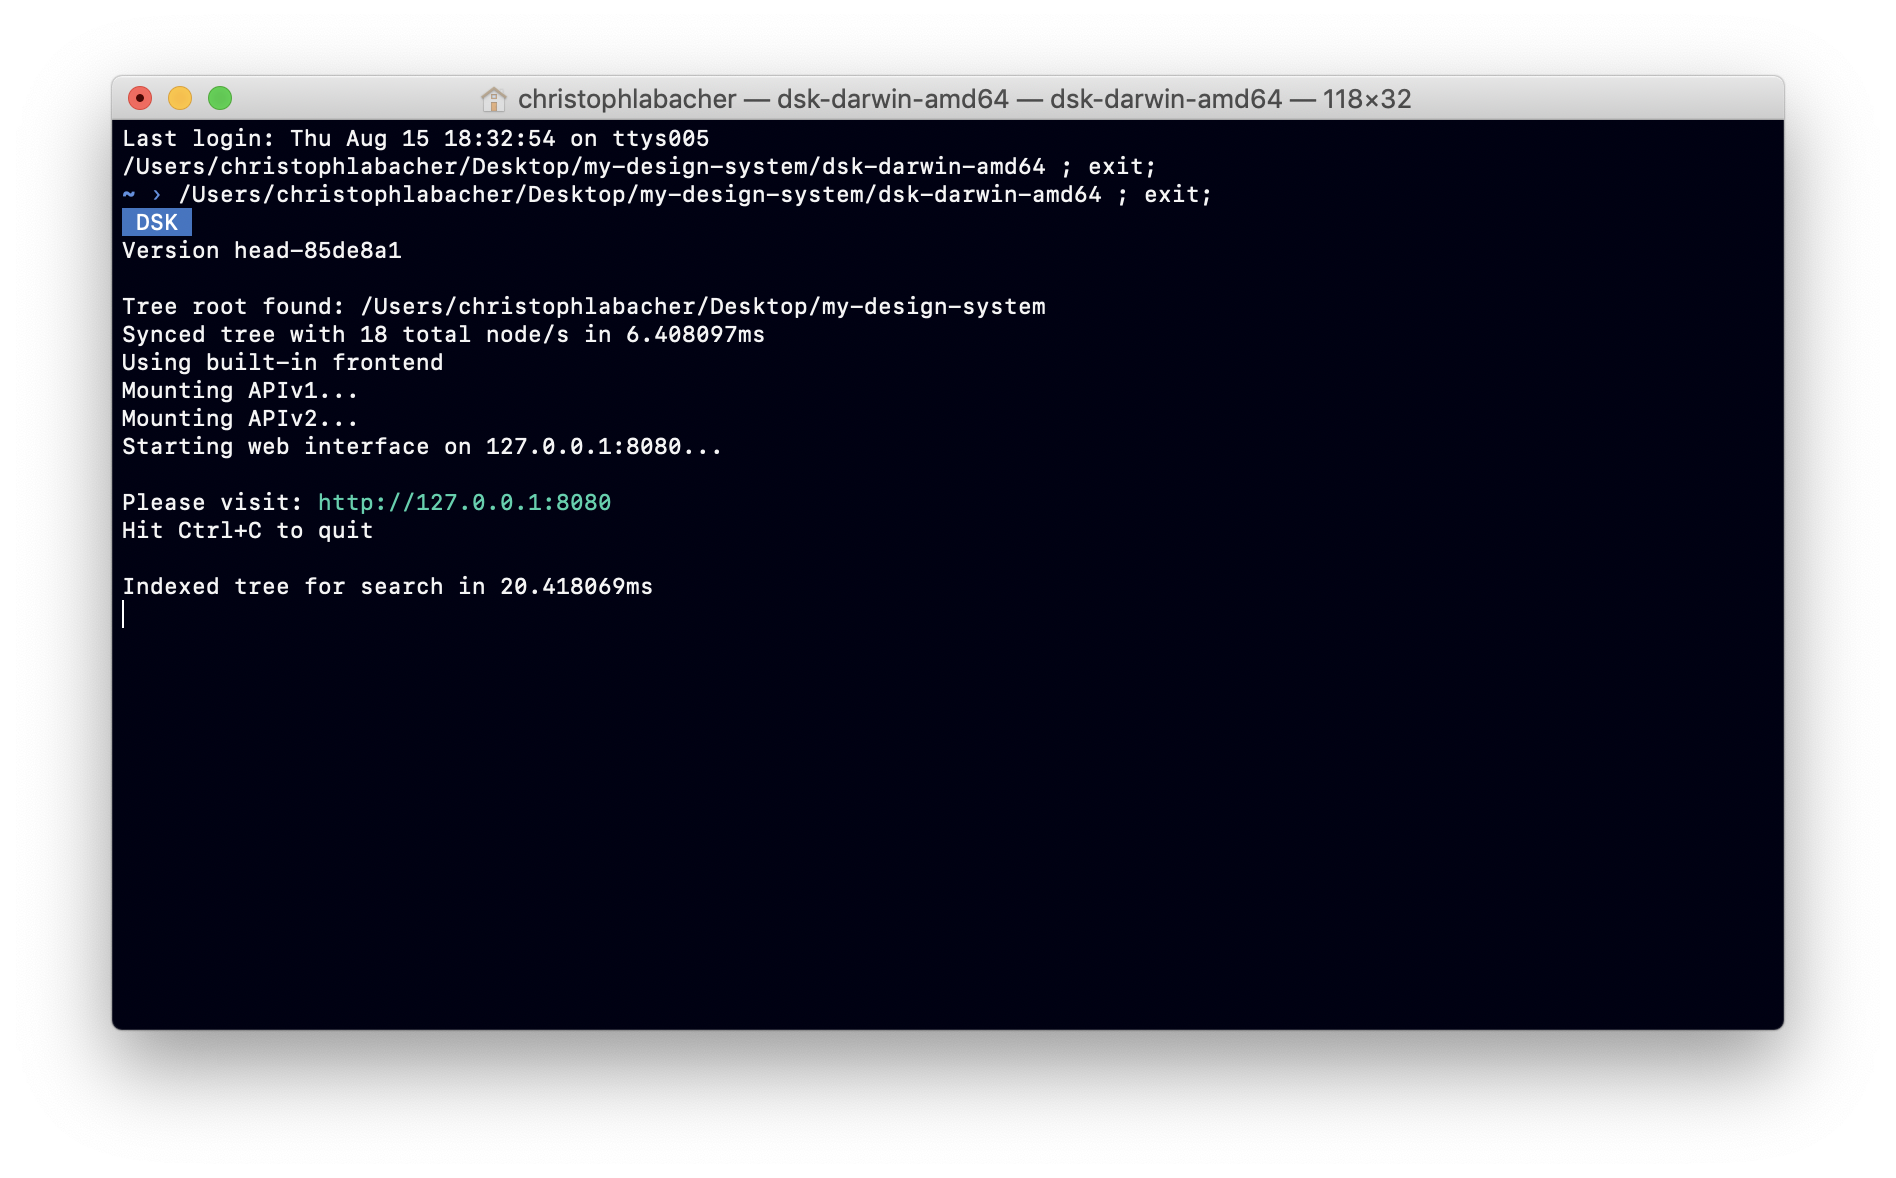 christophlabacher — dsk-darwin-amd64 — dsk-darwin-amd64 — 118×32
Last login: Thu Aug 15 18:32:54 on ttys005
/Users/christophlabacher/Desktop/my-design-system/dsk-darwin-amd64 ; exit;
~ › /Users/christophlabacher/Desktop/my-design-system/dsk-darwin-amd64 ; exit;
DSK
Version head-85de8a1
Tree root found: /Users/christophlabacher/Desktop/my-design-system
Synced tree with 18 total node/s in 6.408097ms
Using built-in frontend
Mounting APIv1...
Mounting APIv2...
Starting web interface on 127.0.0.1:8080...
Please visit: http://127.0.0.1:8080
Hit Ctrl+C to quit
Indexed tree for search in 20.418069ms